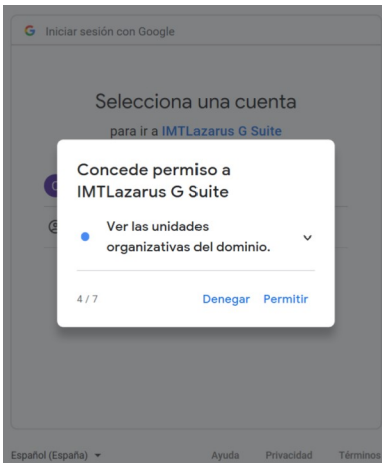 Iniciar sesión con Google
Selecciona una cuenta
para ir a IMTLazarus G Suite
Concede permiso a
IMTLazarus G Suite
Ver las unidades
organizativas del dominio.
4 / 7 Denegar Permitir
Español (España) Ayuda Privacidad Términos